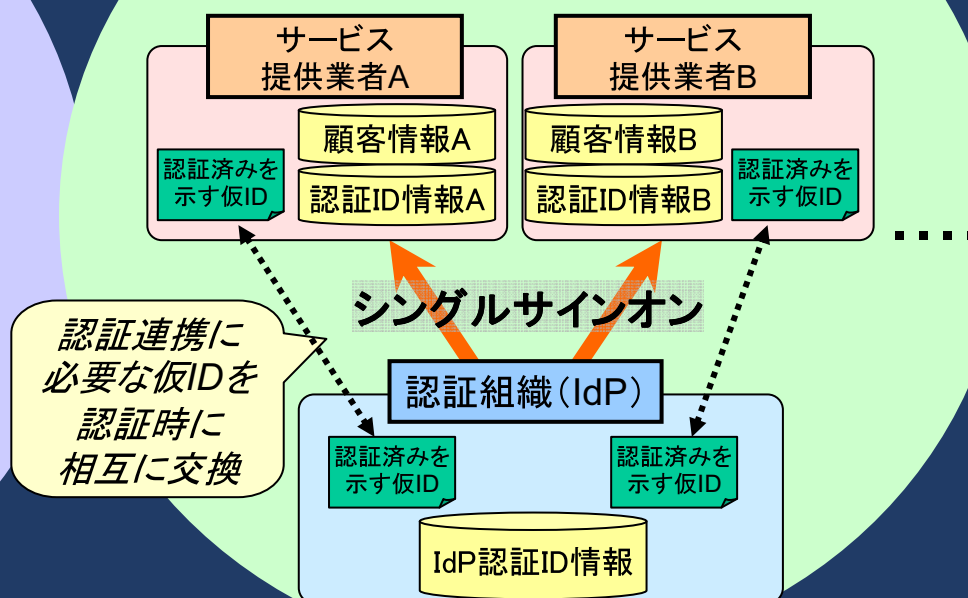 サービス
提供業者A
サービス
提供業者B
顧客情報A
認証ID情報A
認証済みを
示す仮ID
顧客情報B
認証ID情報B
認証済みを
示す仮ID
シングルサインオン
認証連携に
必要な仮IDを
認証時に
相互に交換
認証組織(IdP)
認証済みを
示す仮ID
認証済みを
示す仮ID
IdP認証ID情報